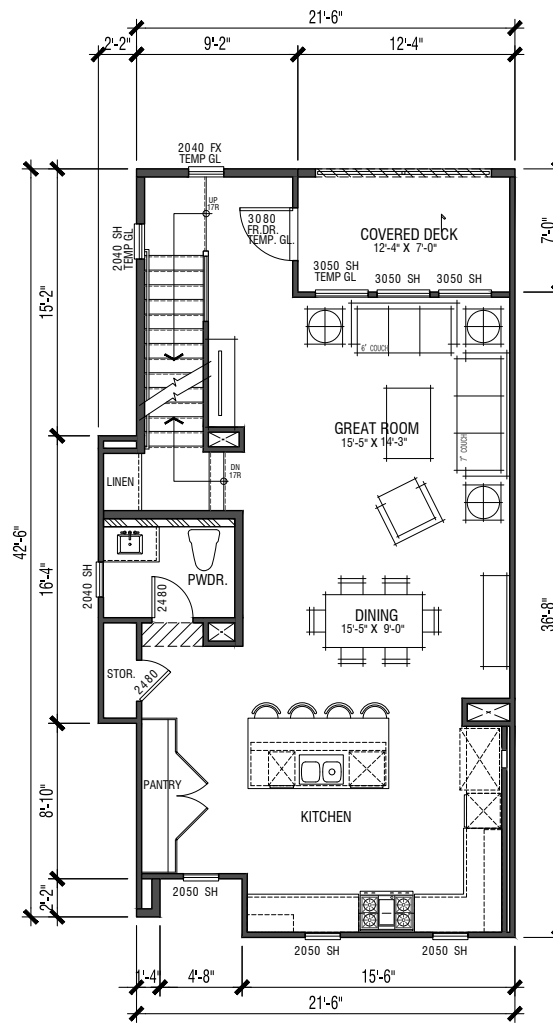 21'-6"
2'-2"
9'-2"
12'-4"
2040 FX
TEMP GL
UP
17R
3080
FR.DR.
TEMP. GL.
COVERED DECK
12'-4" X 7'-0"
7'-0"
2040 SH
TEMP GL
3050 SH
TEMP GL
3050 SH
3050 SH
15'-2"
6' COUCH
GREAT ROOM
15'-5" X 14'-3"
7' COUCH
LINEN
DN
17R
42'-6"
16'-4"
PWDR.
2040 SH
2480
DINING
15'-5" X 9'-0"
36'-8"
STOR.
2480
PANTRY
KITCHEN
8'-10"
2'-2"
2050 SH
2050 SH
2050 SH
1'-4"
4'-8"
15'-6"
21'-6"